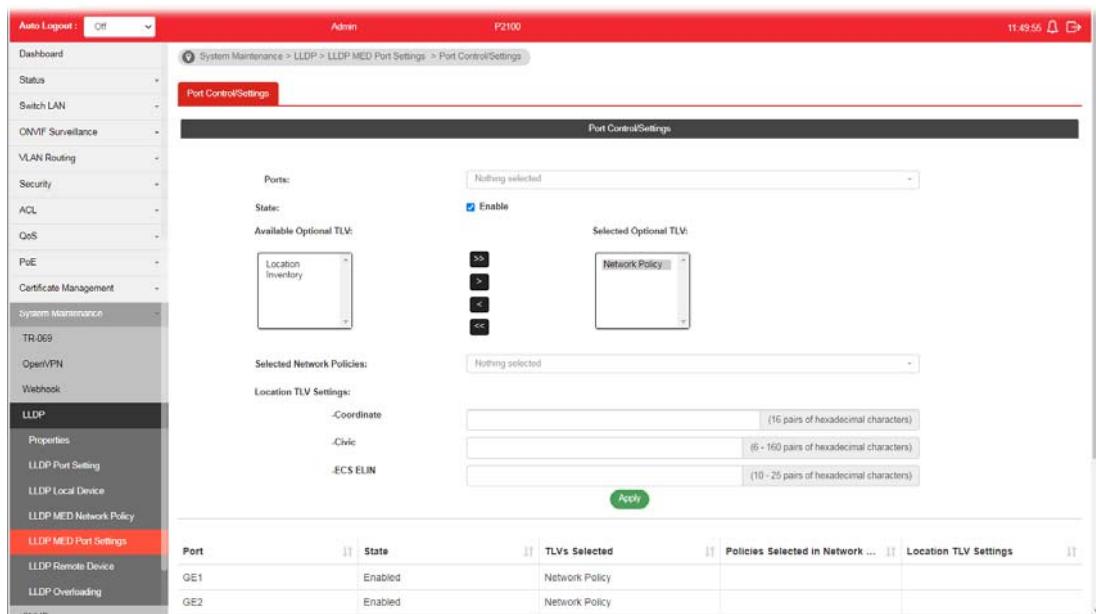 Auto Logout : Off Admin P2100 11:49:55
Dashboard
System Maintenance > LLDP > LLDP MED Port Settings > Port Control/Settings
Status
Switch LAN
Port Control/Settings
ONVIF Surveillance
Port Control/Settings
VLAN Routing
Security
Ports: Nothing selected
ACL
State: Enable
QoS
Available Optional TLV: Selected Optional TLV:
PoE
Location
Inventory
>>
>
<
<<
Network Policy
Certificate Management
System Maintenance
TR-069
OpenVPN
Selected Network Policies: Nothing selected
Webhook
Location TLV Settings:
LLDP
-Coordinate (16 pairs of hexadecimal characters)
Properties
-Civic (6 - 160 pairs of hexadecimal characters)
LLDP Port Setting
-ECS ELIN (10 - 25 pairs of hexadecimal characters)
LLDP Local Device
Apply
LLDP MED Network Policy
LLDP MED Port Settings
Port State TLVs Selected Policies Selected in Network ... Location TLV Settings
LLDP Remote Device
GE1 Enabled Network Policy
LLDP Overloading
GE2 Enabled Network Policy